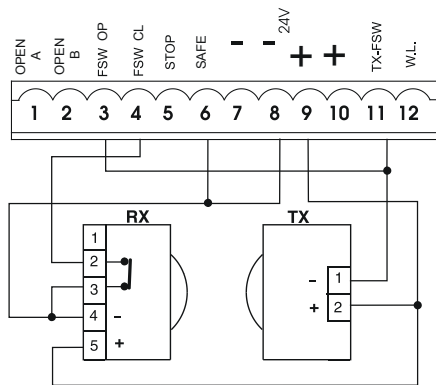 OPEN A
OPEN B
FSW OP
FSW CL
STOP
SAFE
-
-
24V
+
+
TX-FSW
W.L.
1 2 3 4 5 6 7 8 9 10 11 12
RX
TX
1
2
3
4 -
5 +
- 1
+ 2